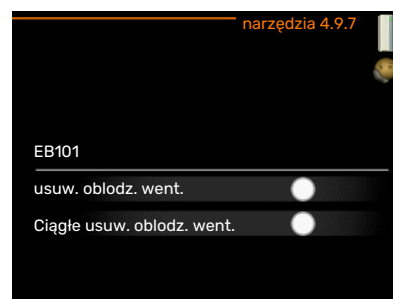 narzędzia 4.9.7
EB101
usuw. oblodz. went.
Ciągłe usuw. oblodz. went.